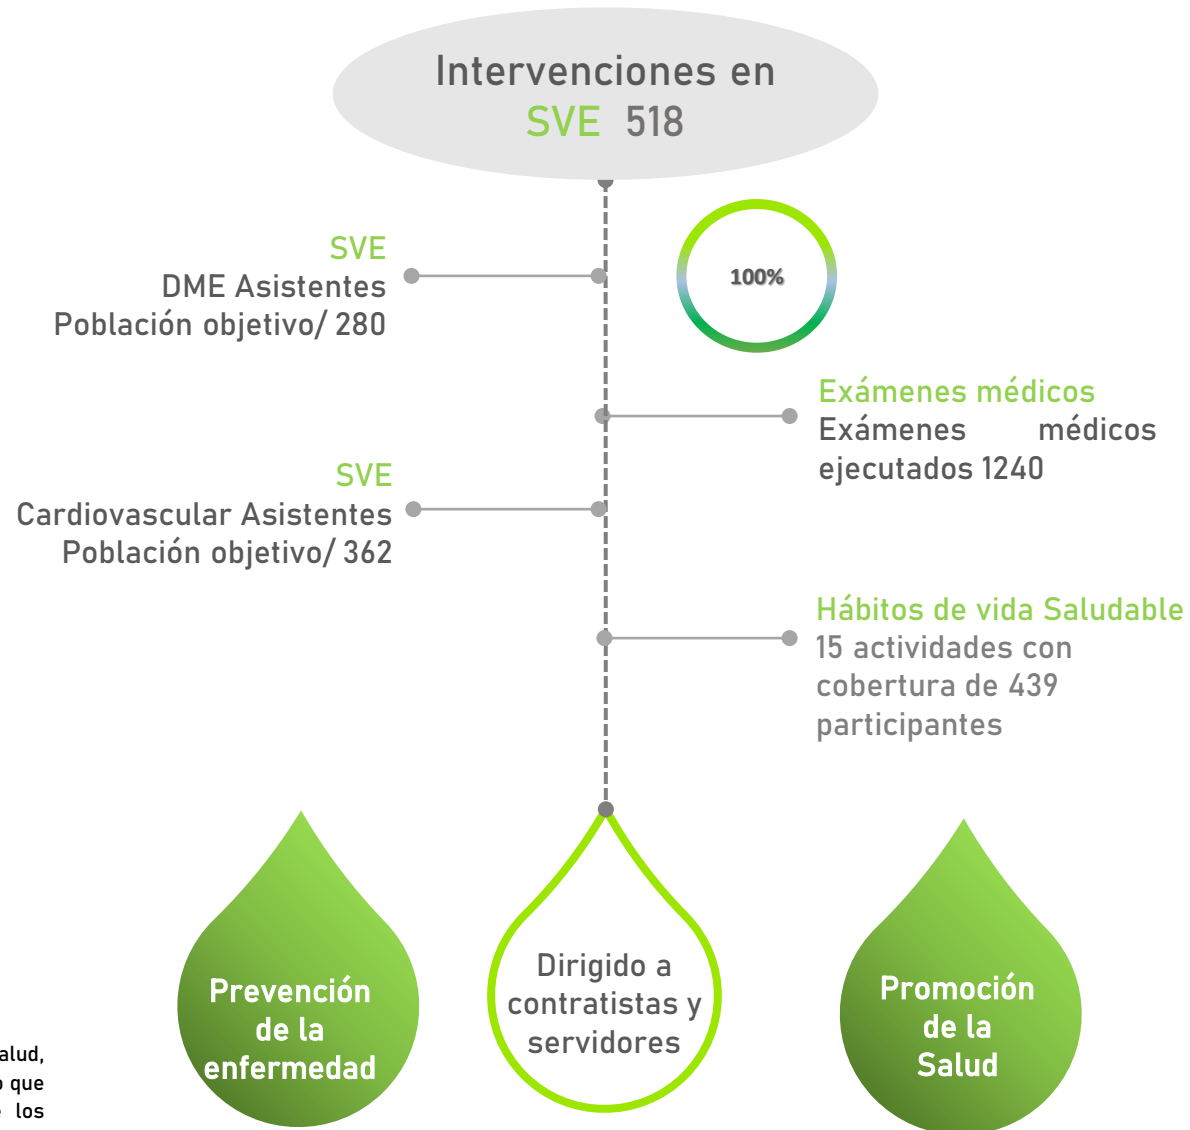 Intervenciones en
SVE 518
SVE
DME Asistentes
Población objetivo/ 280
100%
Exámenes médicos
Exámenes médicos
ejecutados 1240
SVE
Cardiovascular Asistentes
Población objetivo/ 362
Hábitos de vida Saludable
15 actividades con
cobertura de 439
participantes
Prevención
de la
enfermedad
Dirigido a
contratistas y
servidores
Promoción
de la
Salud
que
los